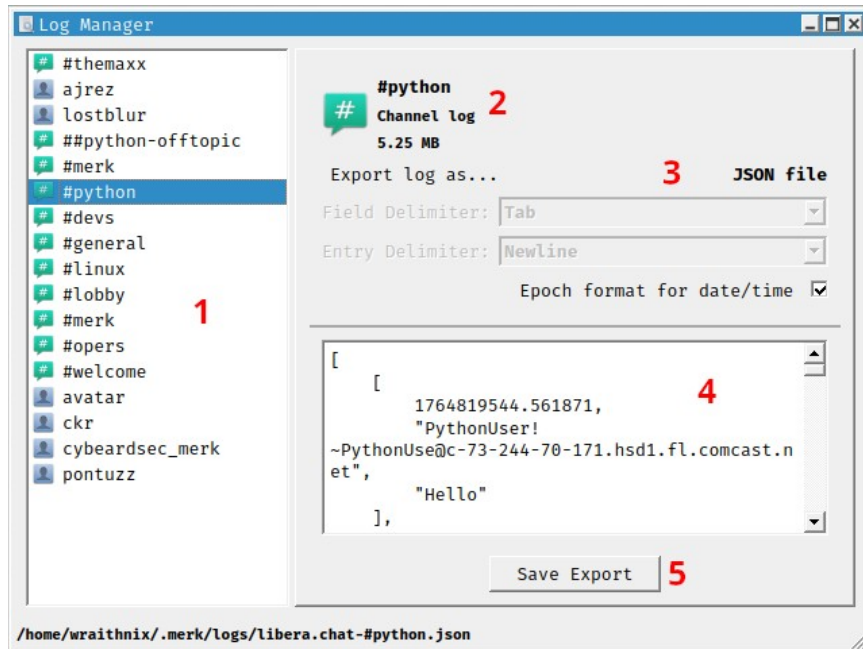 Log Manager
#themaxx
ajrez
lostblur
##python-offtopic
#merk
#python
#devs
#general
#linux
#lobby
#merk
#opers
#welcome
avatar
ckr
cybeardsec_merk
pontuzz
1
#python
Channel log
5.25 MB
2
Export log as...
3
JSON file
Field Delimiter: Tab
Entry Delimiter: Newline
Epoch format for date/time
[
[
1764819544.561871,
"PythonUser!
~PythonUse@c-73-244-70-171.hsd1.fl.comcast.n
et",
"Hello"
],
4
Save Export
5
/home/wraithnix/.merk/logs/libera.chat-#python.json